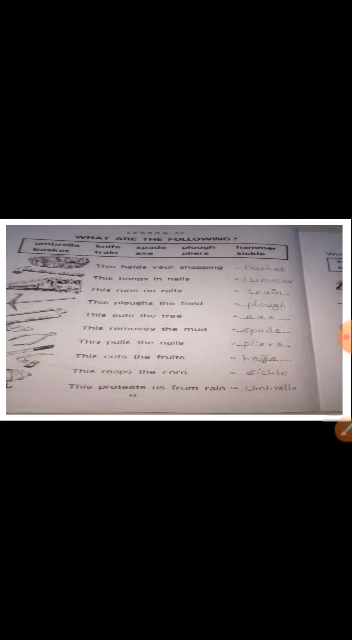 LESSON
WHAT ARE THE FOLLOWING?
umbrella knife spade plough hammer
basket train axe pliers sickle
This holds your shopping - Basket
This bangs in nails - Hammer
This runs on rails - train
This ploughs the field - plough
This cuts the tree - axe
This removes the mud - spade
This pulls the nails - pliers
This cuts the fruits - knife
This reaps the corn - Sickle
This protects us from rain - Umbrella